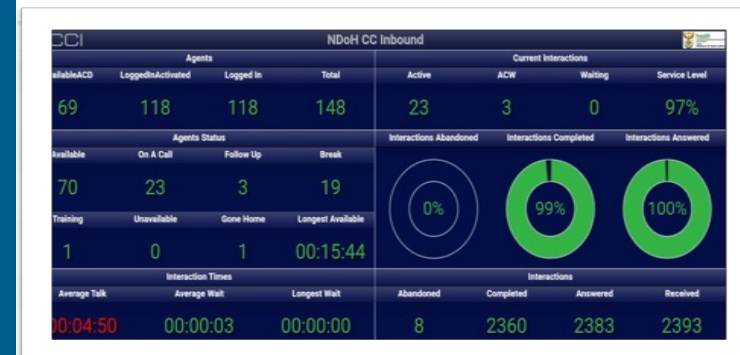 CCI
NDoH CC Inbound
Agents
Current Interactions
ailableACD LoggedInActivated Logged In Total
Active ACW Waiting Service Level
69 118 118 148
23 3 0 97%
Agents Status
Interactions Abandoned Interactions Completed Interactions Answered
Available On A Call Follow Up Break
70 23 3 19
0% 99% 100%
Training Unavailable Gone Home Longest Available
1 0 1 00:15:44
Interaction Times
Interactions
Average Talk Average Wait Longest Wait
Abandoned Completed Answered Received
00:04:50 00:00:03 00:00:00
8 2360 2383 2393